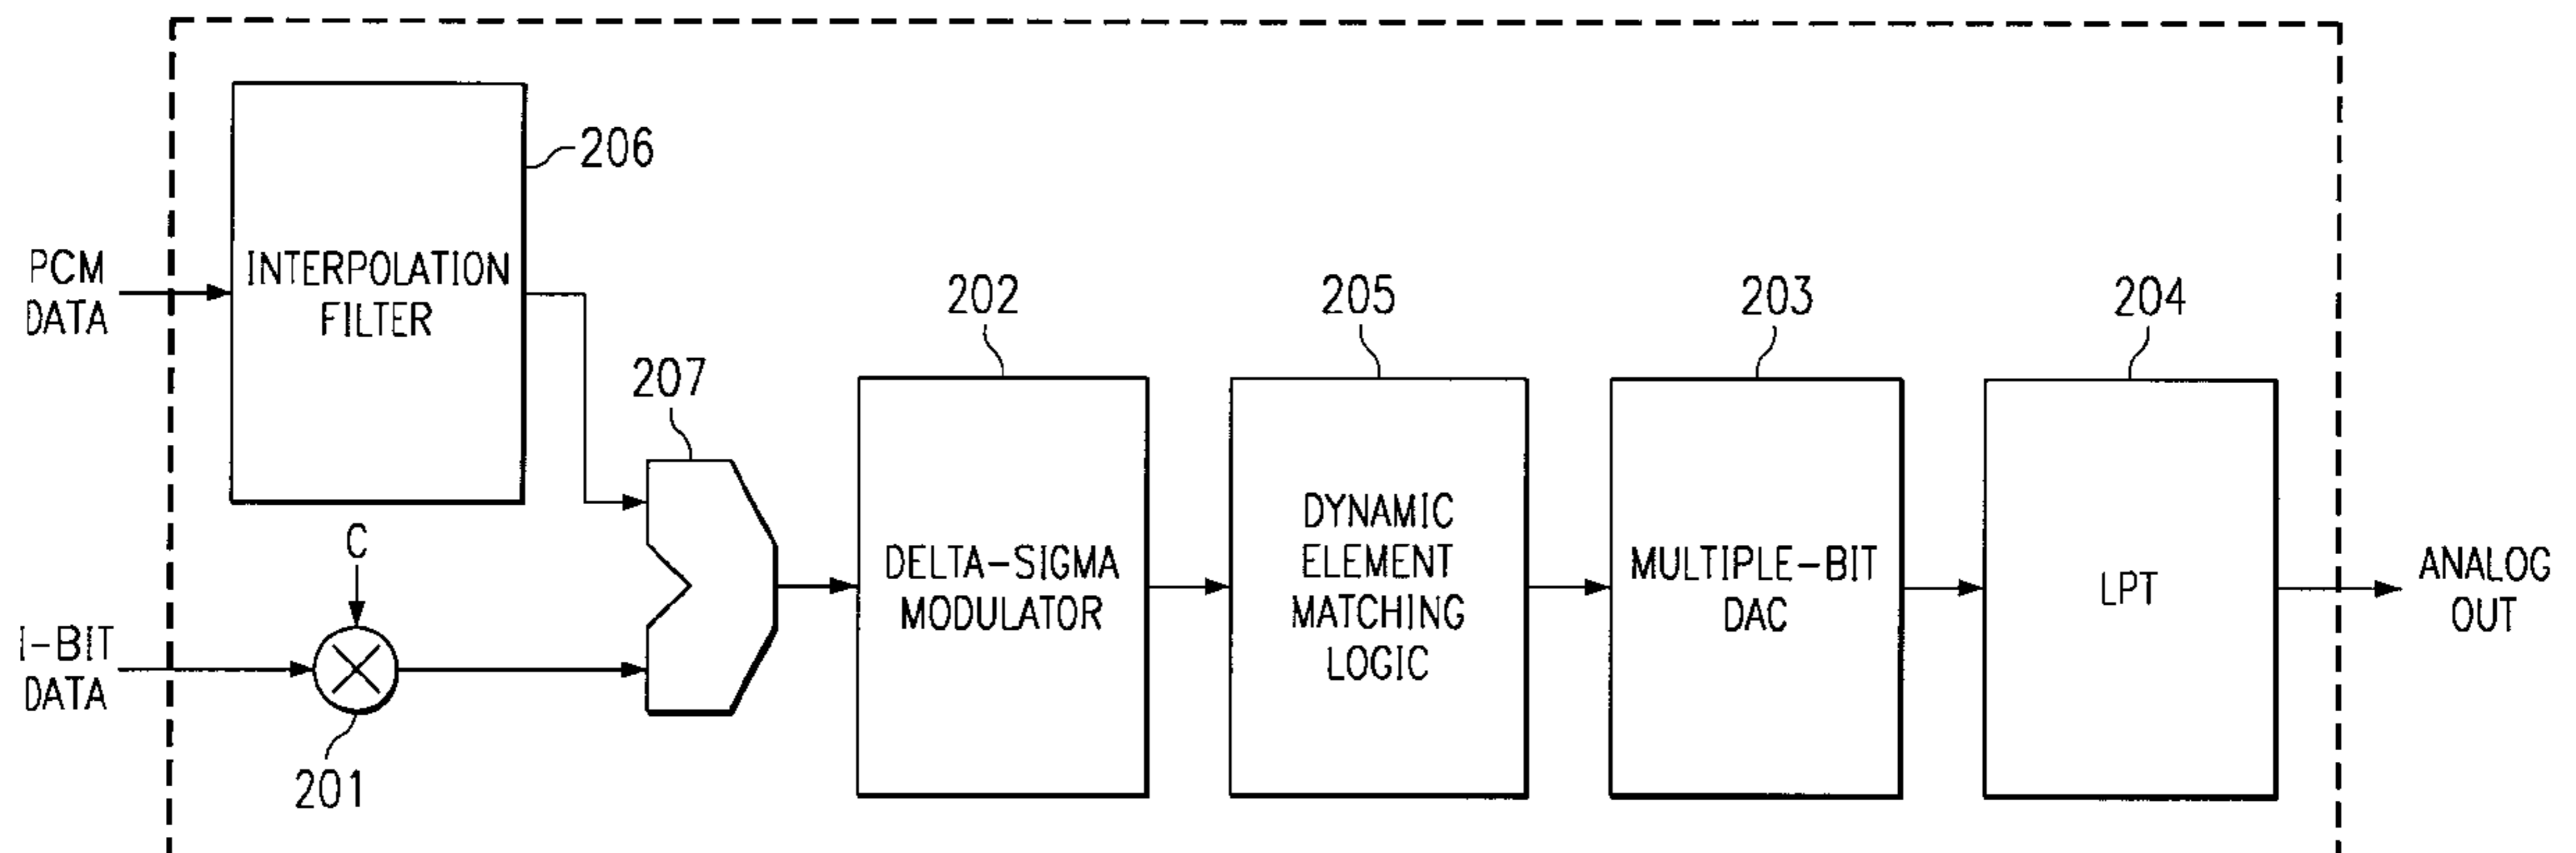 206
PCM
DATA
INTERPOLATION
FILTER
207
202
205
203
204
C
I-BIT
DATA
201
DELTA-SIGMA
MODULATOR
DYNAMIC
ELEMENT
MATCHING
LOGIC
MULTIPLE-BIT
DAC
LPT
ANALOG
OUT